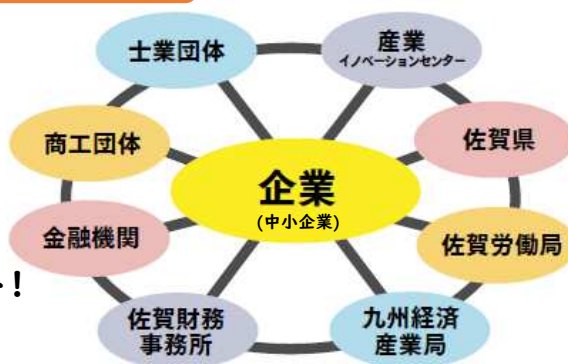 士業団体
産業
イノベーションセンター
商工団体
佐賀県
企業
(中小企業)
金融機関
佐賀労働局
!
佐賀財務
事務所
九州経済
産業局